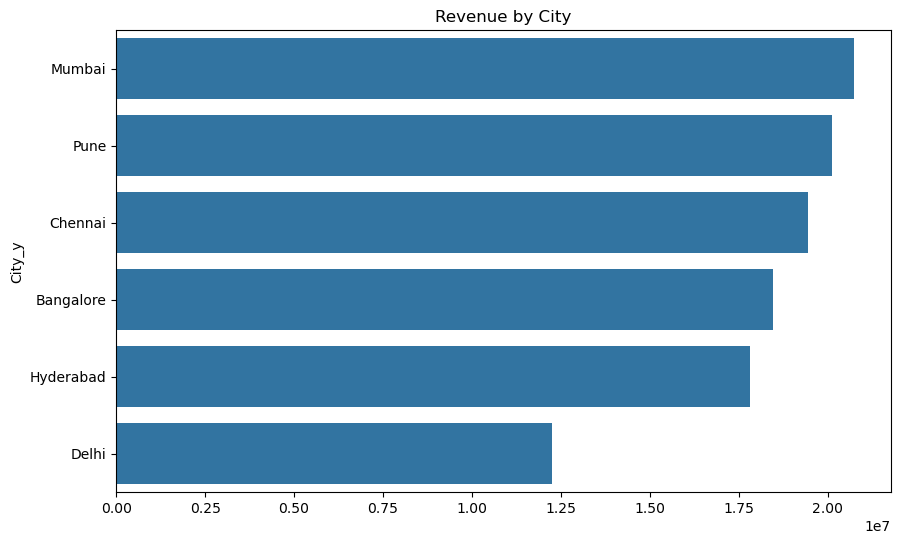 Revenue by City
Mumbai
Pune
Chennai
Bangalore
Hyderabad
Delhi
City_y
0.00 0.25 0.50 0.75 1.00 1.25 1.50 1.75 2.00
1e7